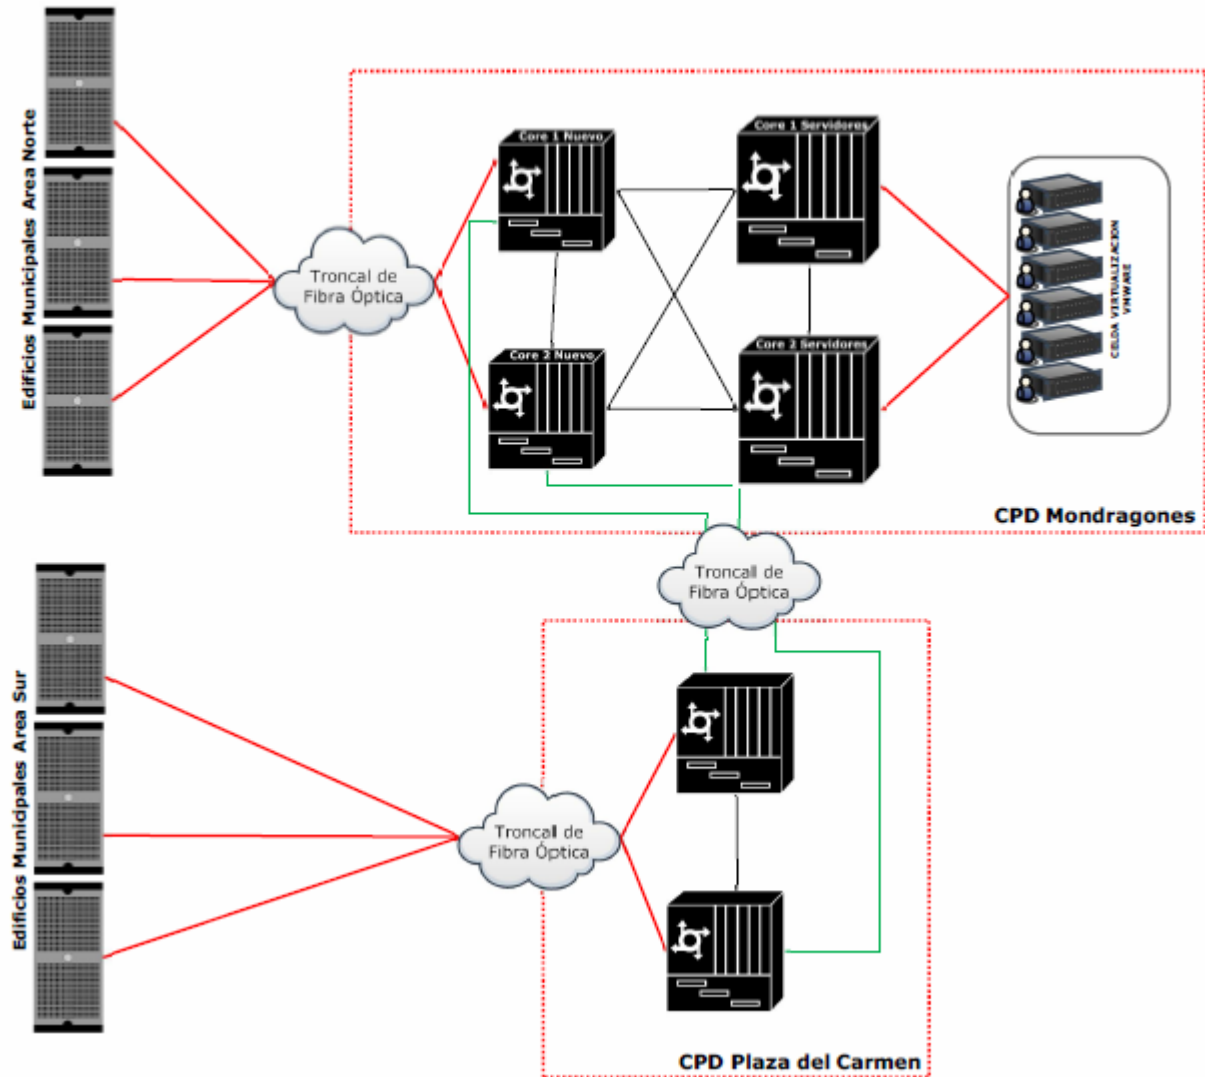 Edificios Municipales Area Norte
Core 1 Nuevo
Core 1 Servidores
Troncal de
Fibra Óptica
Core 2 Nuevo
Core 2 Servidores
CELDA VIRTUALIZACION
VMWARE
CPD Mondragones
Troncall de
Fibra Óptica
Edificios Municipales Area Sur
Troncall de
Fibra Óptica
CPD Plaza del Carmen